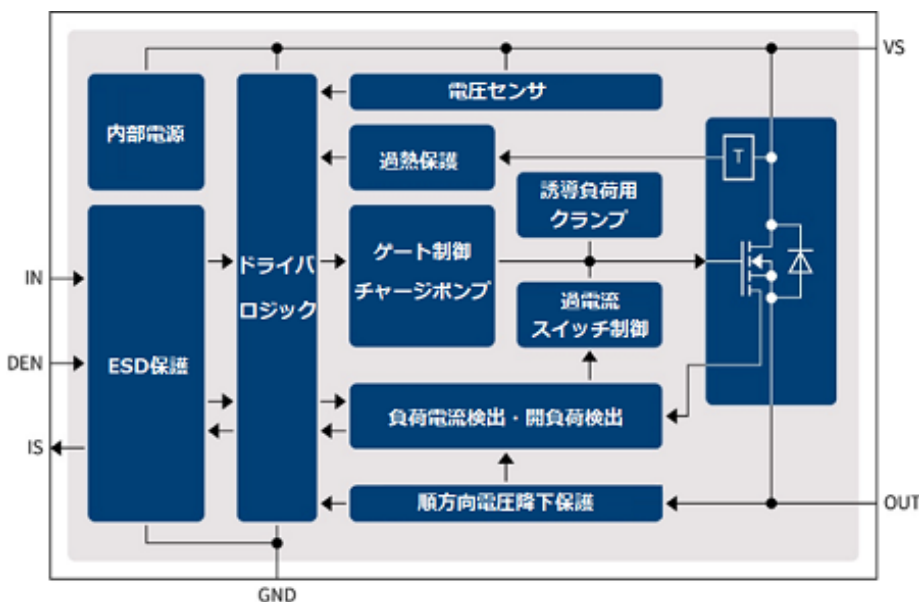 VS
電圧センサ
内部電源
過熱保護
T
誘導負荷用
クランプ
ドライバ
ロジック
ゲート制御
チャージポンプ
IN
過電流
スイッチ制御
DEN
ESD保護
負荷電流検出・開負荷検出
IS
順方向電圧降下保護
OUT
GND